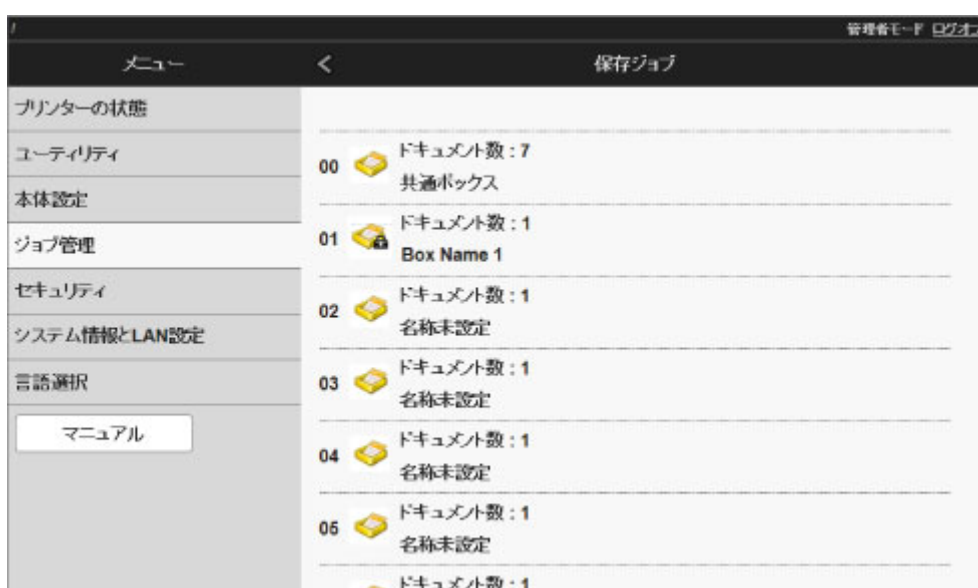 /
管理者モード ログオフ
メニュー
<
保存ジョブ
プリンターの状態
ユーティリティ
本体設定
ジョブ管理
セキュリティ
システム情報とLAN設定
言語選択
マニュアル
00
ドキュメント数 : 7
共通ボックス
01
ドキュメント数 : 1
Box Name 1
02
ドキュメント数 : 1
名称未設定
03
ドキュメント数 : 1
名称未設定
04
ドキュメント数 : 1
名称未設定
05
ドキュメント数 : 1
名称未設定
ドキュメント数 : 1